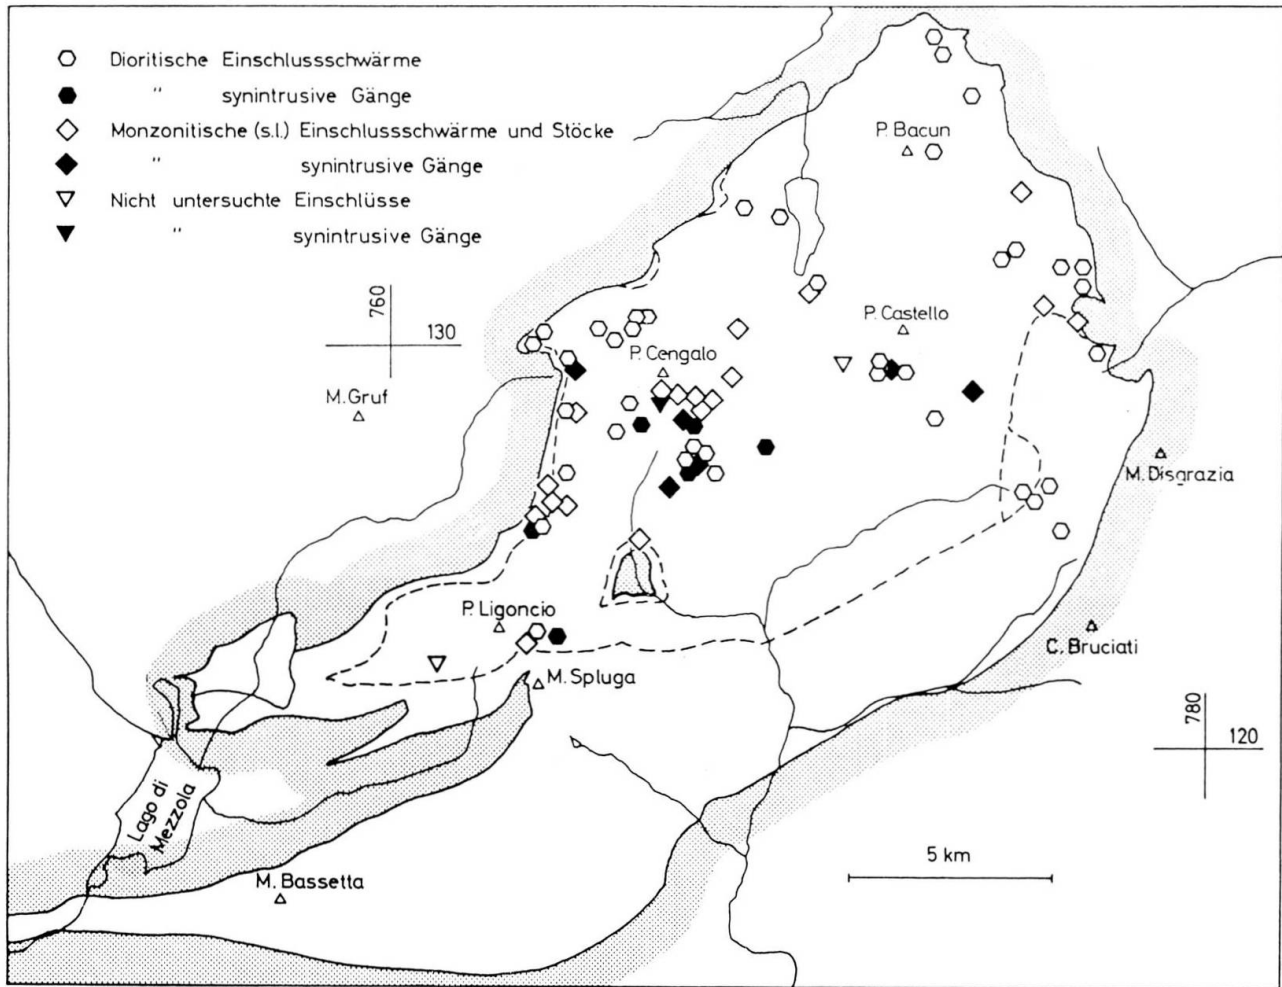 Dioritische Einschlussschwärme
" synintrusive Gänge
Monzonitische (s.l.) Einschlussschwärme und Stöcke
" synintrusive Gänge
Nicht untersuchte Einschlüsse
" synintrusive Gänge
P. Bacun
760
130
P. Castello
P. Cengalo
M. Gruf
M. Disgrazia
P. Ligoncio
C. Bruciati
M. Spluga
780
120
Lago di
Mezzola
5 km
M. Bassetta